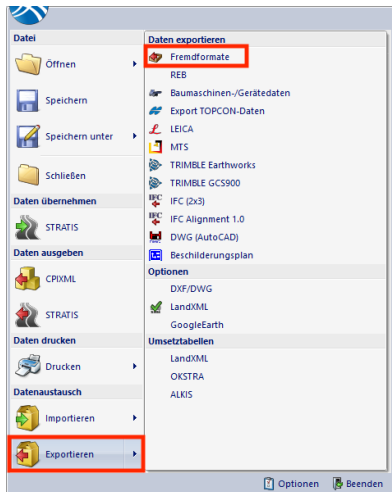 Datei
Öffnen
Speichern
Speichern unter
Schließen
Daten übernehmen
STRATIS
Daten ausgeben
CPIXML
STRATIS
Daten drucken
Drucken
Datenaustausch
Importieren
Exportieren
Daten exportieren
Fremdformate
REB
Baumaschinen-/Gerätedaten
Export TOPCON-Daten
LEICA
MTS
TRIMBLE Earthworks
TRIMBLE GCS900
IFC IFC (2x3)
IFC IFC Alignment 1.0
DWG (AutoCAD)
Beschilderungsplan
Optionen
DXF/DWG
LandXML
GoogleEarth
Umsetztabellen
LandXML
OKSTRA
ALKIS
Optionen Beenden